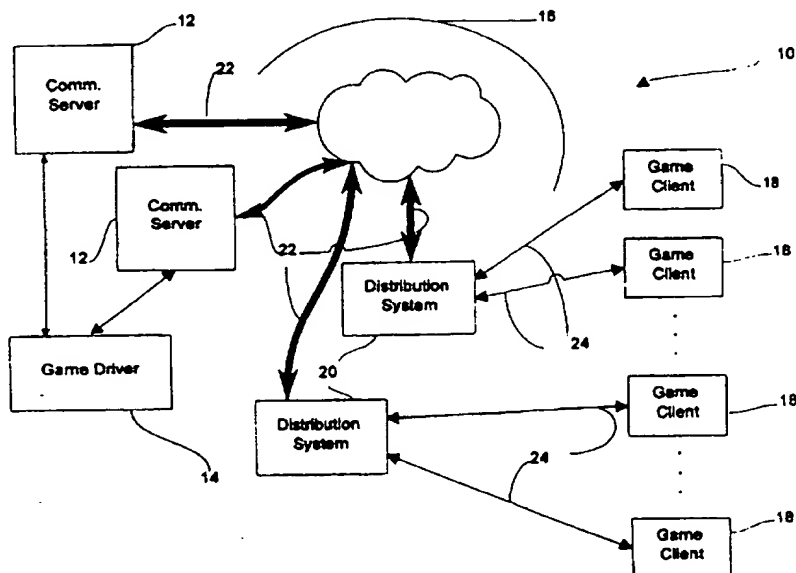 12
16
22
10
Comm.
Server
Game
Client
18
Comm.
Server
12
22
Game
Client
18
Distribution
System
22
24
Game Driver
20
Game
Client
18
Distribution
System
14
24
Game
Client
18